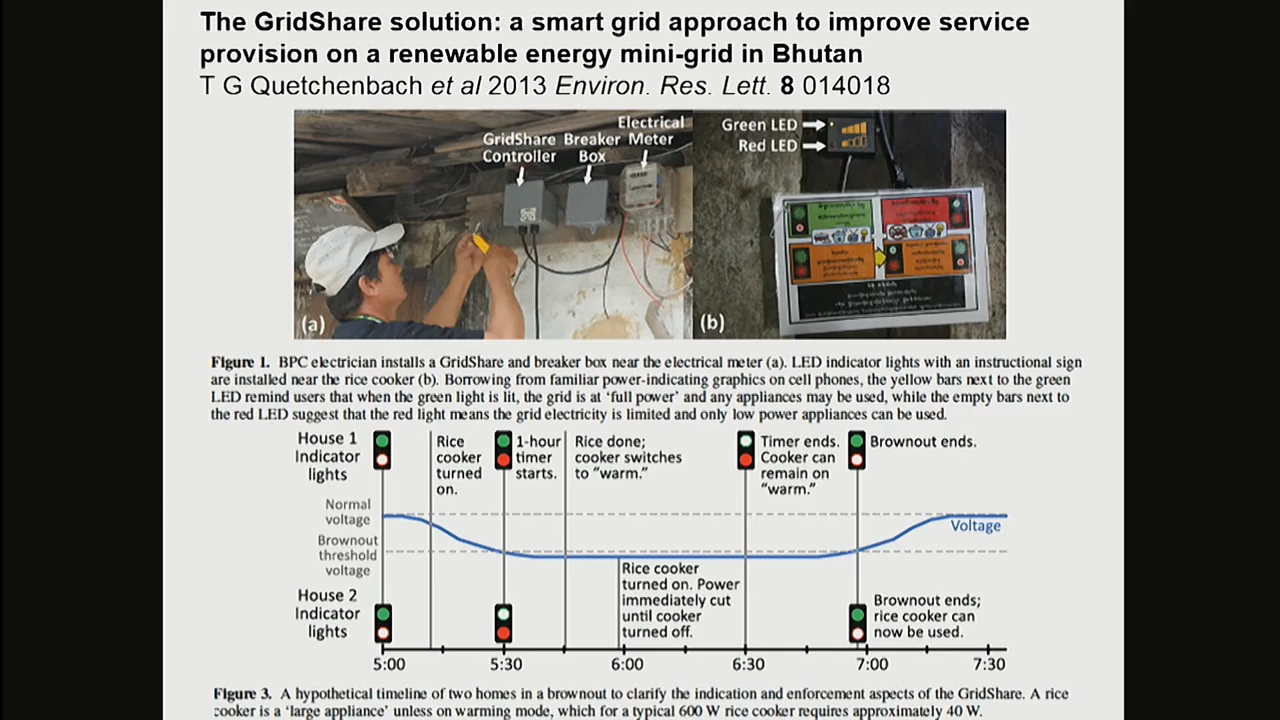 The GridShare solution: a smart grid approach to improve service
provision on a renewable energy mini-grid in Bhutan
T G Quetchenbach et al 2013 Environ. Res. Lett. 8 014018
GridShare
Controller
Breaker
Box
Electrical
Meter
(a)
Green LED
Red LED
(b)
Figure 1. BPC electrician installs a GridShare and breaker box near the electrical meter (a). LED indicator lights with an instructional sign
are installed near the rice cooker (b). Borrowing from familiar power-indicating graphics on cell phones, the yellow bars next to the green
LED remind users that when the green light is lit, the grid is at ‘full power’ and any appliances may be used, while the empty bars next to
the red LED suggest that the red light means the grid electricity is limited and only low power appliances can be used.
House 1
Indicator
lights
Rice
cooker
turned
on.
1-hour
timer
starts.
Rice done;
cooker switches
to “warm.”
Timer ends.
Cooker can
remain on
“warm.”
Brownout ends.
Normal
voltage
Voltage
Brownout
threshold
voltage
House 2
Indicator
lights
Rice cooker
turned on. Power
immediately cut
until cooker
turned off.
Brownout ends;
rice cooker can
now be used.
5:00
5:30
6:00
6:30
7:00
7:30
Figure 3. A hypothetical timeline of two homes in a brownout to clarify the indication and enforcement aspects of the GridShare. A rice
cooker is a ‘large appliance’ unless on warming mode, which for a typical 600 W rice cooker requires approximately 40 W.